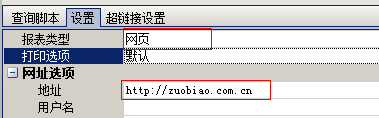 查询脚本 设置 超链接设置
报表类型 网页
打印选项 默认
网址选项
地址 http://zuobiao.com.cn
用户名